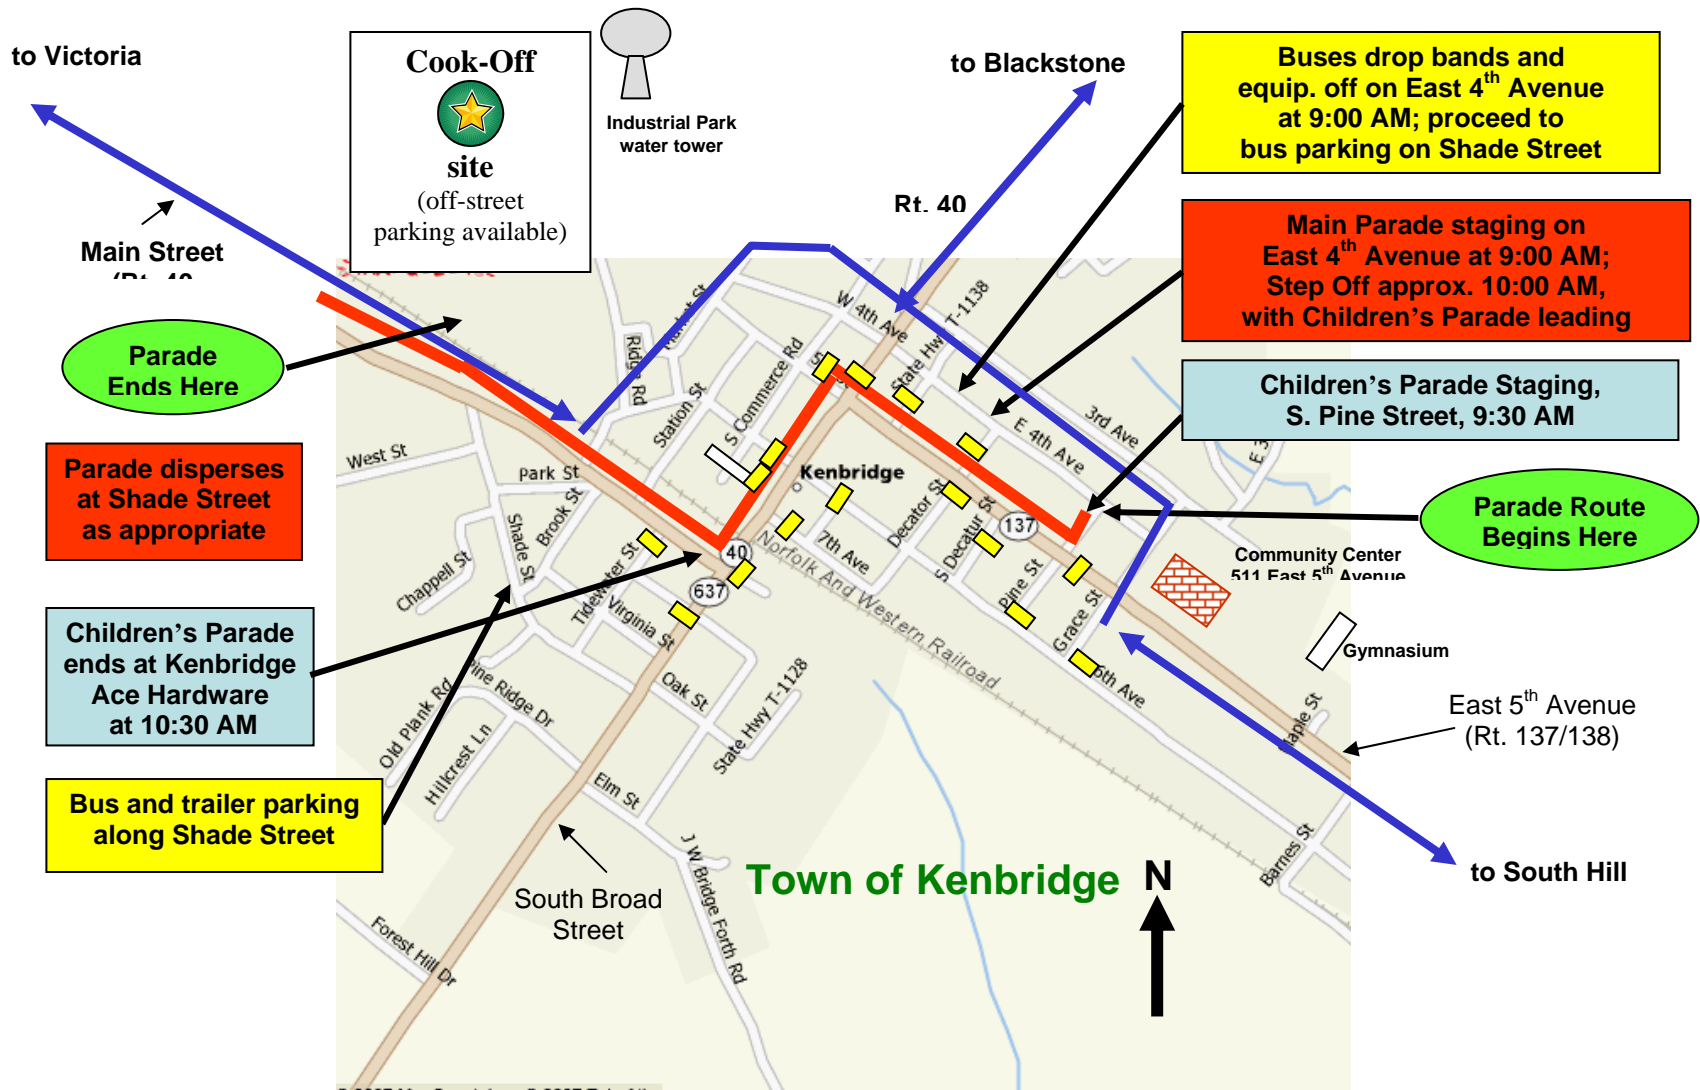 to Victoria
Cook-Off
site
(off-street
parking available)
Industrial Park
water tower
to Blackstone
Rt. 40
Buses drop bands and
equip. off on East 4th Avenue
at 9:00 AM; proceed to
bus parking on Shade Street
Main Parade staging on
East 4th Avenue at 9:00 AM;
Step Off approx. 10:00 AM,
with Children's Parade leading
Children's Parade Staging,
S. Pine Street, 9:30 AM
Parade Route
Begins Here
Main Street
(Rt. 40
Parade
Ends Here
Parade disperses
at Shade Street
as appropriate
Children's Parade
ends at Kenbridge
Ace Hardware
at 10:30 AM
Bus and trailer parking
along Shade Street
Community Center
511 East 5th Avenue
Gymnasium
East 5th Avenue
(Rt. 137/138)
to South Hill
South Broad
Street
Town of Kenbridge
N
Market St
Ridge Rd
Station St
S Commerce Rd
W 4th Ave
State Hwy T-1138
E 4th Ave
3rd Ave
Kenbridge
West St
Park St
Brook St
Shade St
Chappell St
Tidewater St
Virginia St
40
637
137
Norfolk And Western Railroad
7th Ave
Decator St
S Decatur St
Pine St
Grace St
6th Ave
Maple St
Barnes St
Oak St
State Hwy T-1128
Pine Ridge Dr
Old Plank Rd
Hillcrest Ln
Elm St
J W Bridge Forth Rd
Forest Hill Dr